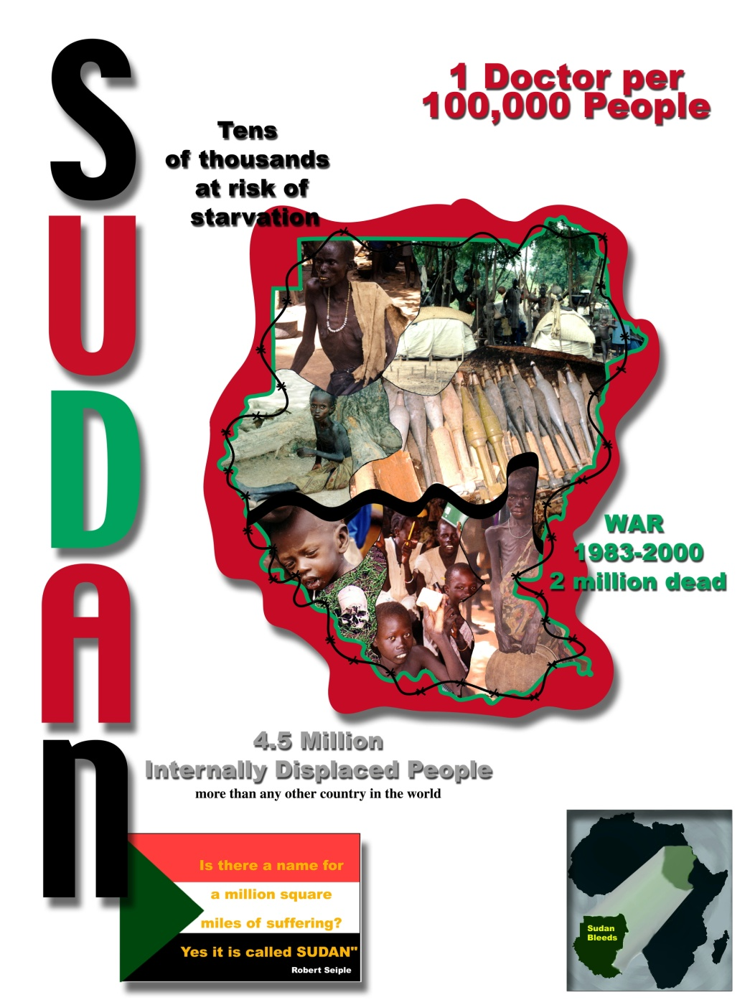 SUDAn
1 Doctor per
100,000 People
Tens
of thousands
at risk of
starvation
WAR
1983-2000
2 million dead
4.5 Million
Internally Displaced People
more than any other country in the world
Is there a name for
a million square
miles of suffering?
Yes it is called SUDAN"
Robert Seiple
Sudan
Bleeds